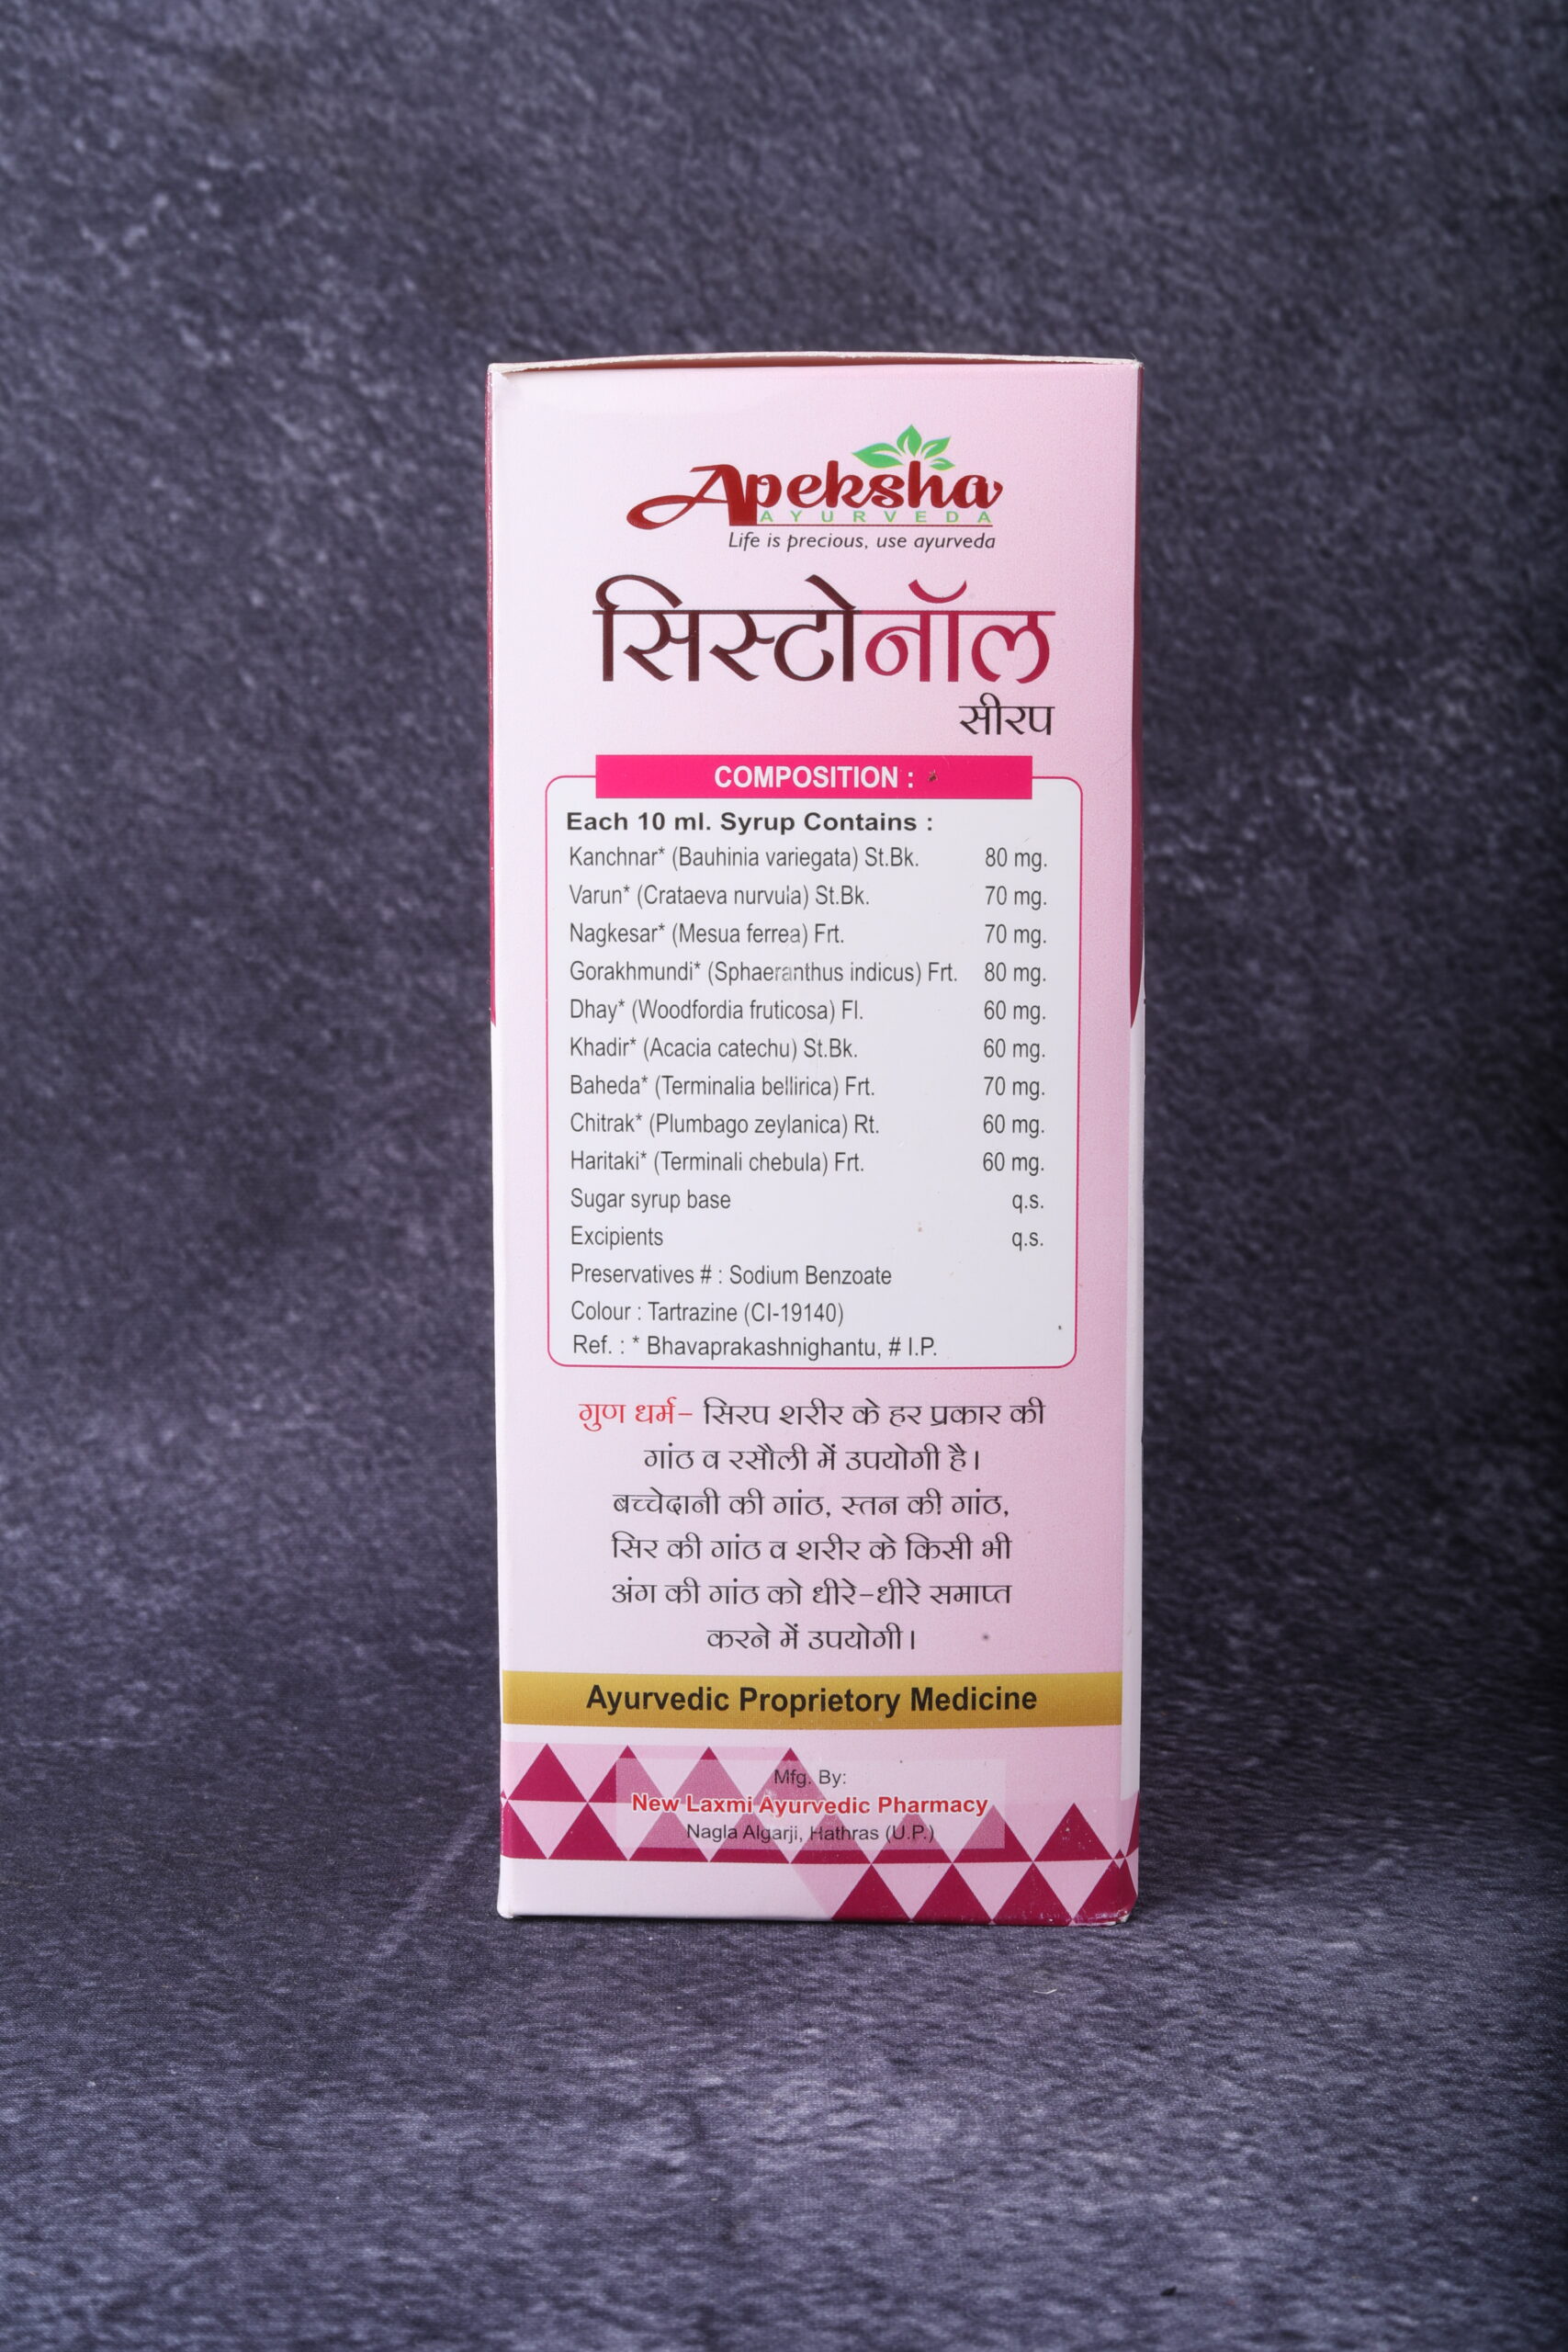 Apeksha
AYURVEDA
Life is precious, use ayurveda
सिस्टोनॉल
सीरप
COMPOSITION :
Each 10 ml. Syrup Contains :
Kanchnar* (Bauhinia variegata) St.Bk. 80 mg.
Varun* (Crataeva nurvula) St.Bk. 70 mg.
Nagkesar* (Mesua ferrea) Frt. 70 mg.
Gorakhmundi* (Sphaeranthus indicus) Frt. 80 mg.
Dhay* (Woodfordia fruticosa) Fl. 60 mg.
Khadir* (Acacia catechu) St.Bk. 60 mg.
Baheda* (Terminalia bellirica) Frt. 70 mg.
Chitrak* (Plumbago zeylanica) Rt. 60 mg.
Haritaki* (Terminali chebula) Frt. 60 mg.
Sugar syrup base q.s.
Excipients q.s.
Preservatives # : Sodium Benzoate
Colour : Tartrazine (CI-19140)
Ref. : * Bhavaprakashnighantu, # I.P.
गुण धर्म- सिरप शरीर के हर प्रकार की
गांठ व रसौली में उपयोगी है।
बच्चेदानी की गांठ, स्तन की गांठ,
सिर की गांठ व शरीर के किसी भी
अंग की गांठ को धीरे-धीरे समाप्त
करने में उपयोगी।
Ayurvedic Proprietory Medicine
Mfg. By:
New Laxmi Ayurvedic Pharmacy
Nagla Algarji, Hathras (U.P.)